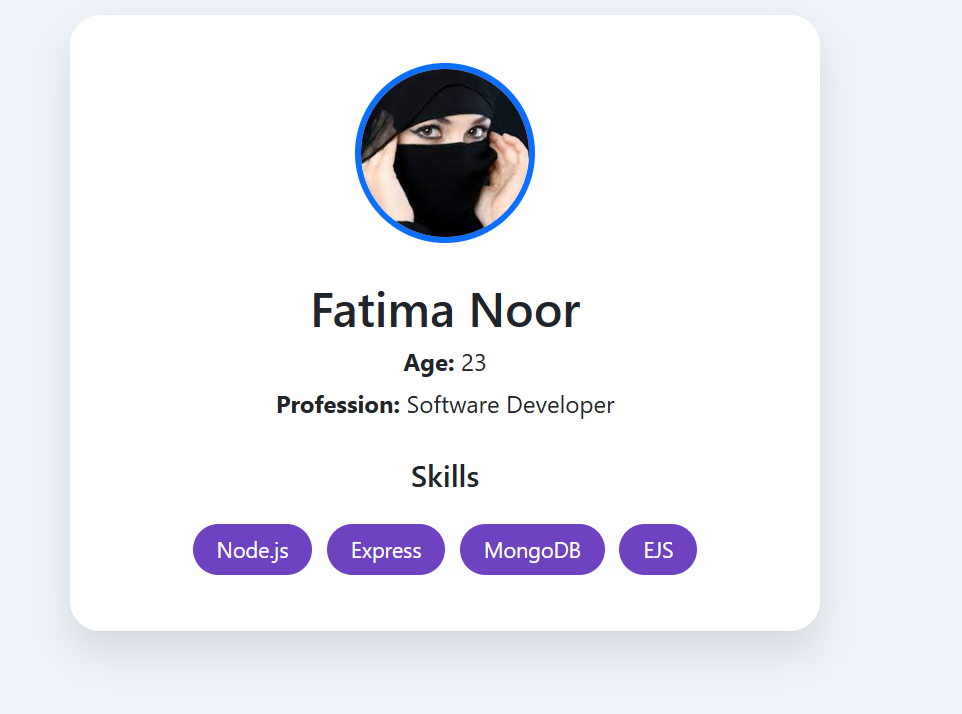 Fatima Noor
Age: 23
Profession: Software Developer
Skills
Node.js Express MongoDB EJS